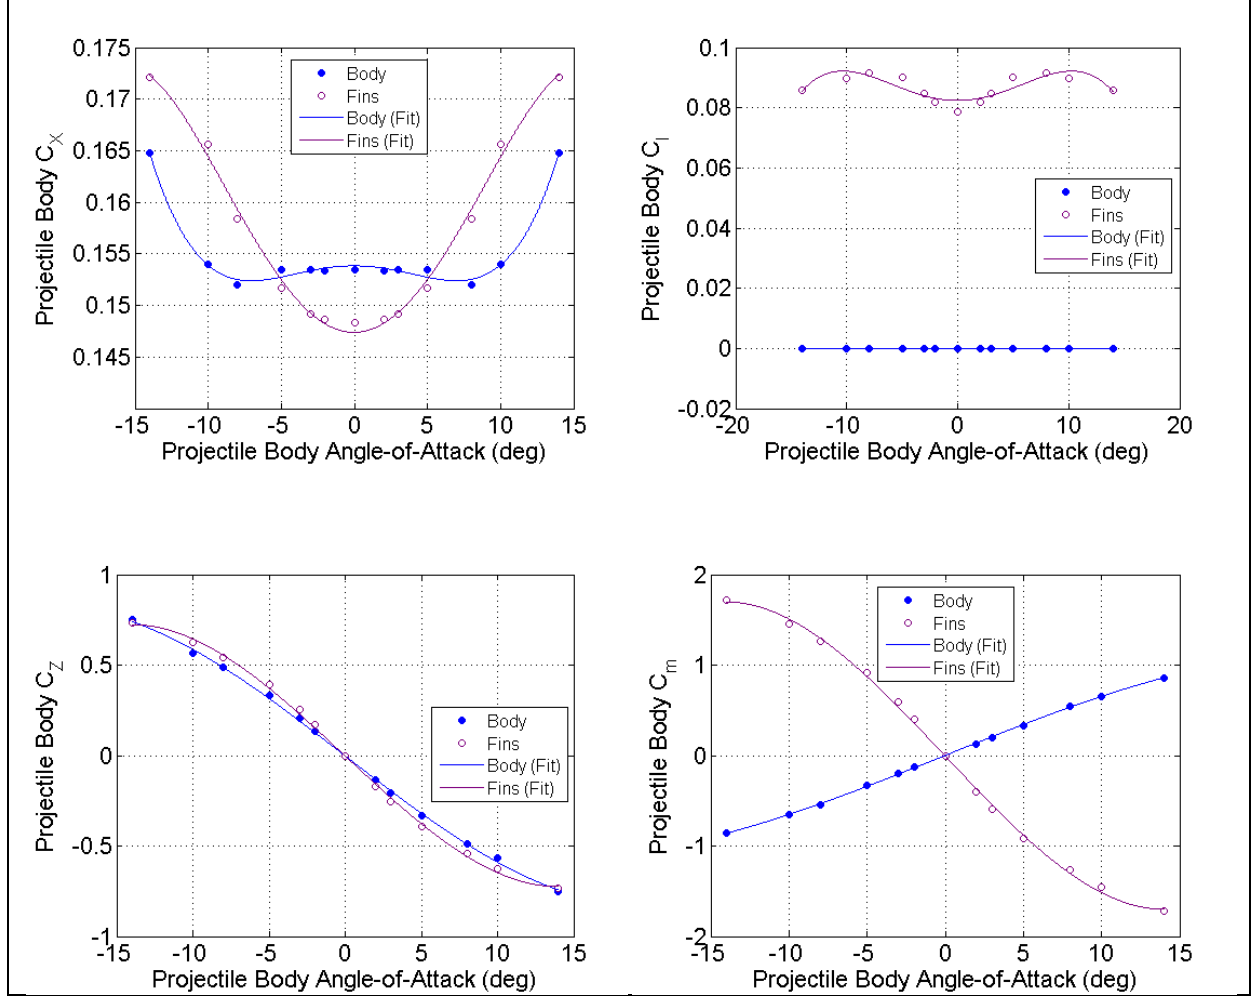 0.175
0.17
0.165
0.16
0.155
0.15
0.145
-15 -10 -5 0 5 10 15
Projectile Body C_X
Projectile Body Angle-of-Attack (deg)
Body
Fins
Body (Fit)
Fins (Fit)
0.1
0.08
0.06
0.04
0.02
0
-0.02
-20 -10 0 10 20
Projectile Body C_l
Projectile Body Angle-of-Attack (deg)
Body
Fins
Body (Fit)
Fins (Fit)
1
0.5
0
-0.5
-1
-15 -10 -5 0 5 10 15
Projectile Body C_Z
Projectile Body Angle-of-Attack (deg)
Body
Fins
Body (Fit)
Fins (Fit)
2
1
0
-1
-2
-15 -10 -5 0 5 10 15
Projectile Body C_m
Projectile Body Angle-of-Attack (deg)
Body
Fins
Body (Fit)
Fins (Fit)